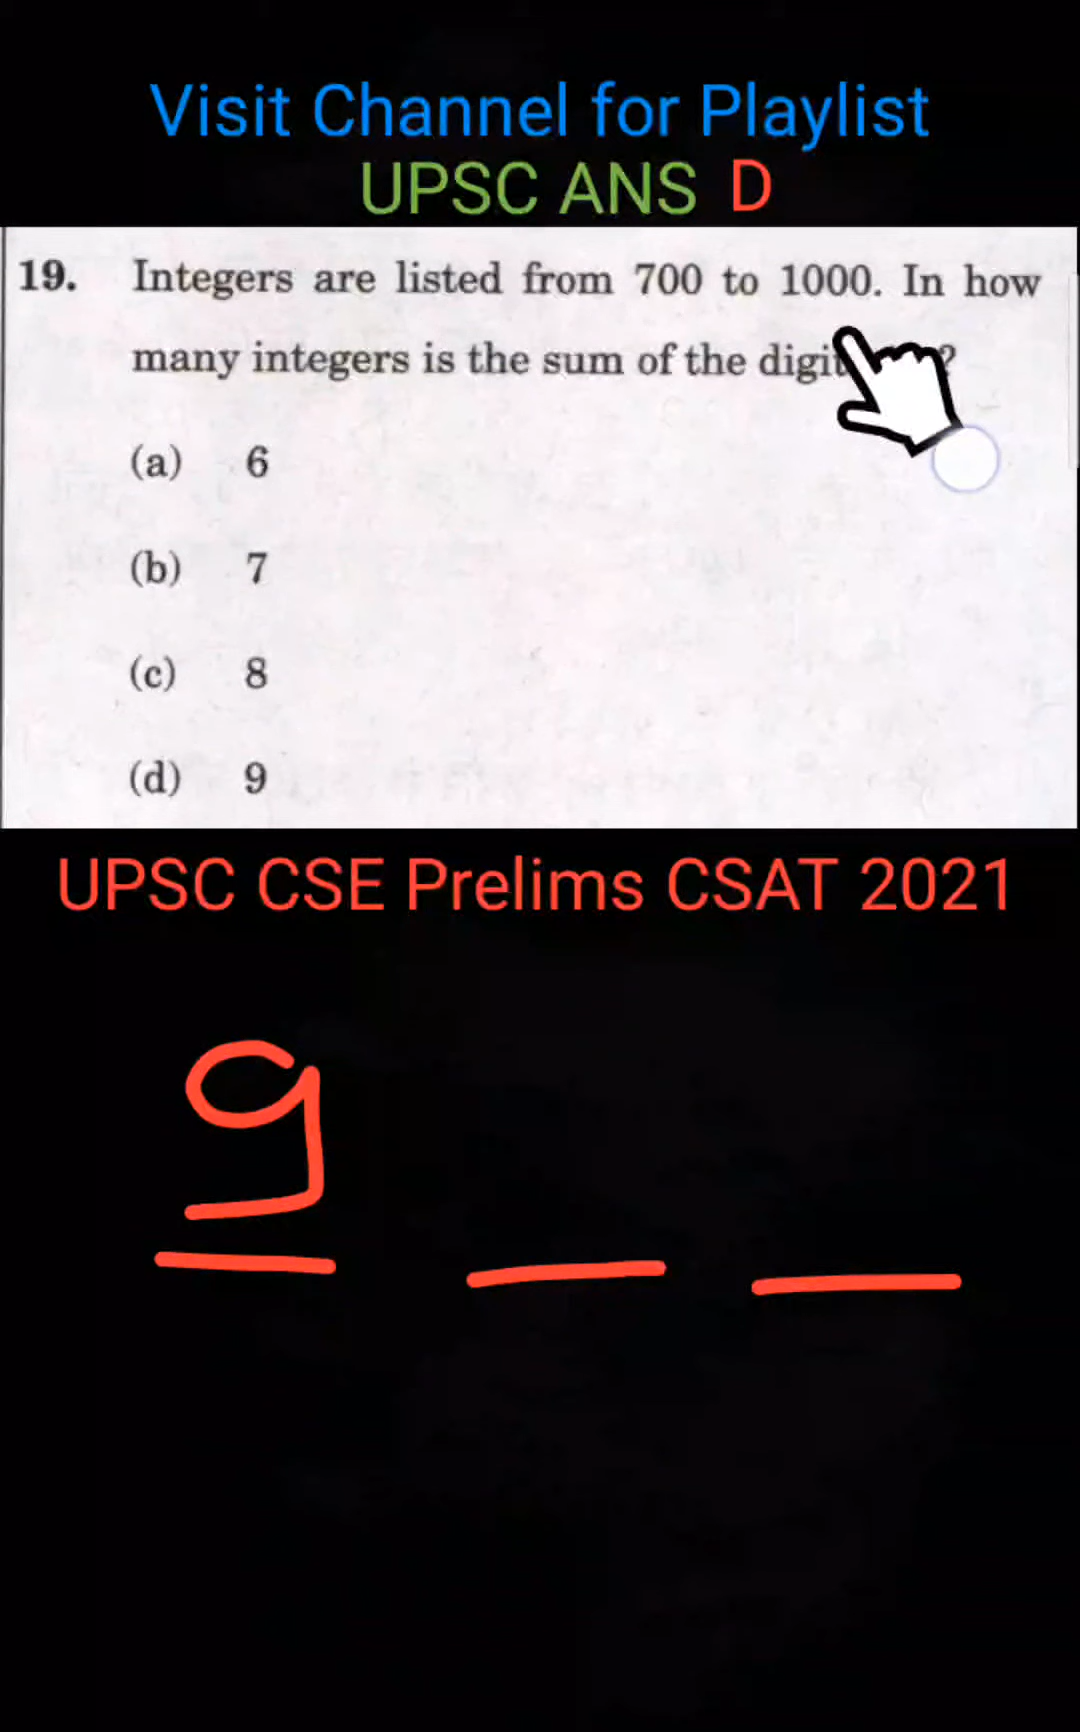 Visit Channel for Playlist
UPSC ANS D
19. Integers are listed from 700 to 1000. In how
many integers is the sum of the ?
(a) 6
(b) 7
(c) 8
(d) 9
UPSC CSE Prelims CSAT 2021
9